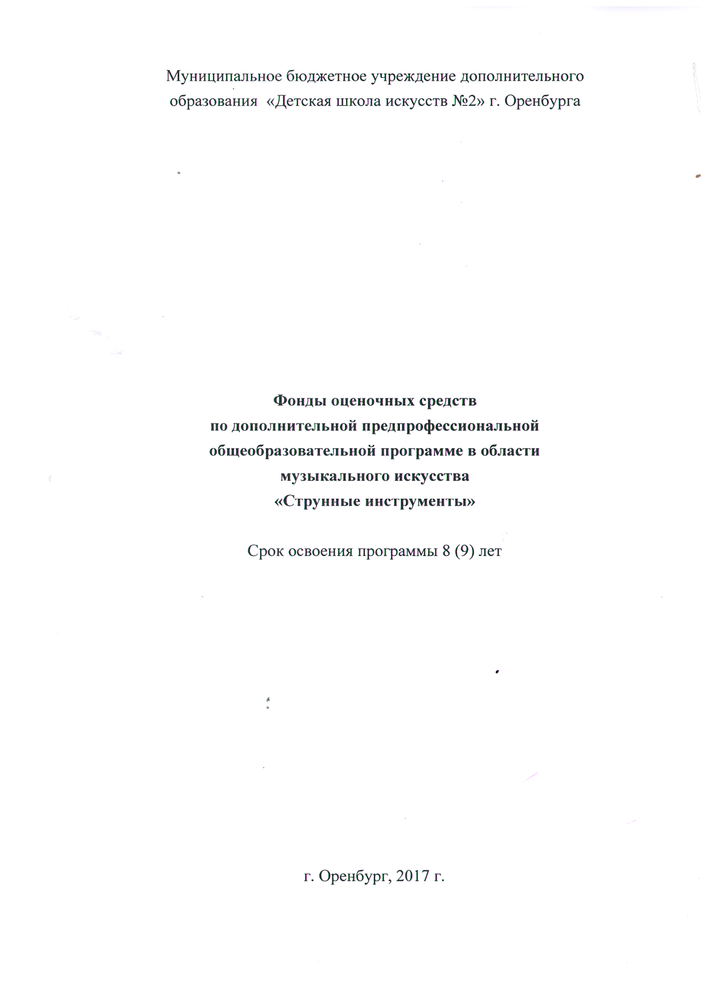 Муниципальное бюджетное учреждение дополнительного
образования «Детская школа искусств №2» г. Оренбурга
Фонды оценочных средств
по дополнительной предпрофессиональной
общеобразовательной программе в области
музыкального искусства
«Струнные инструменты»
Срок освоения программы 8 (9) лет
г. Оренбург, 2017 г.